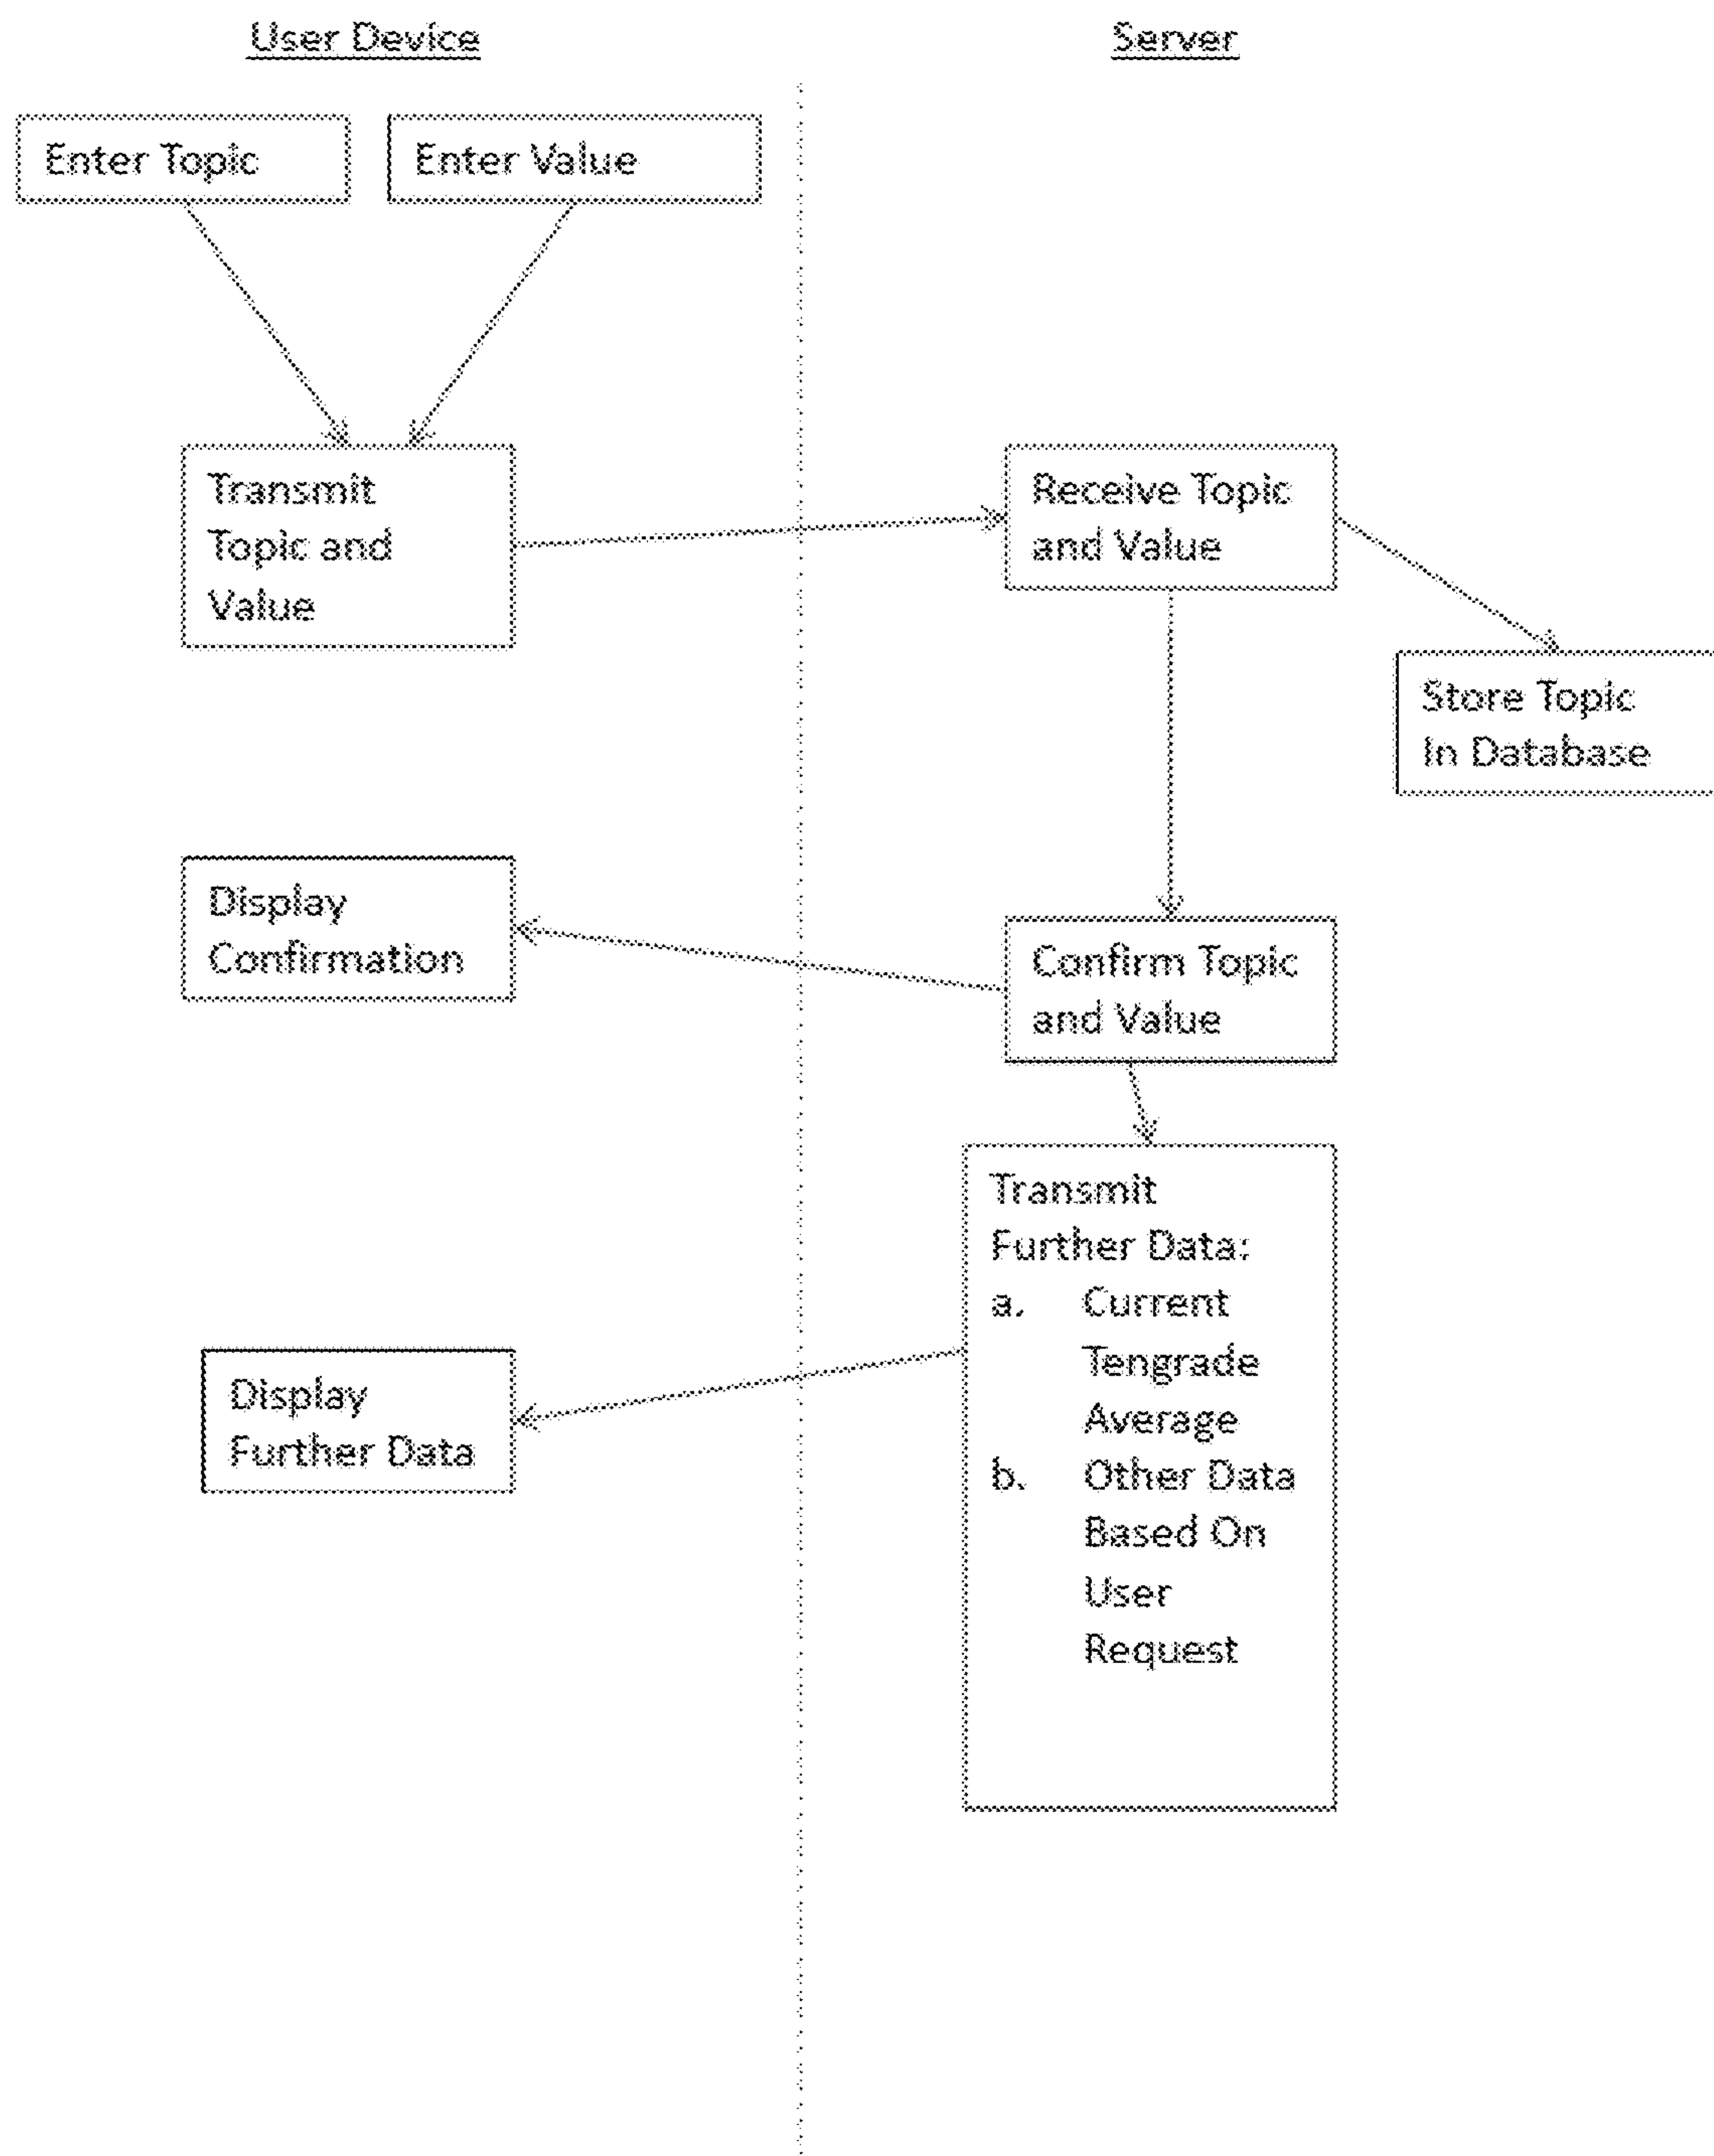 User Device
Server
Enter Topic
Enter Value
Transmit
Topic and
Value
Receive Topic
and Value
Store Topic
In Database
Display
Confirmation
Confirm Topic
and Value
Transmit
Further Data:
a. Current
Tengrade
Average
b. Other Data
Based On
User
Request
Display
Further Data